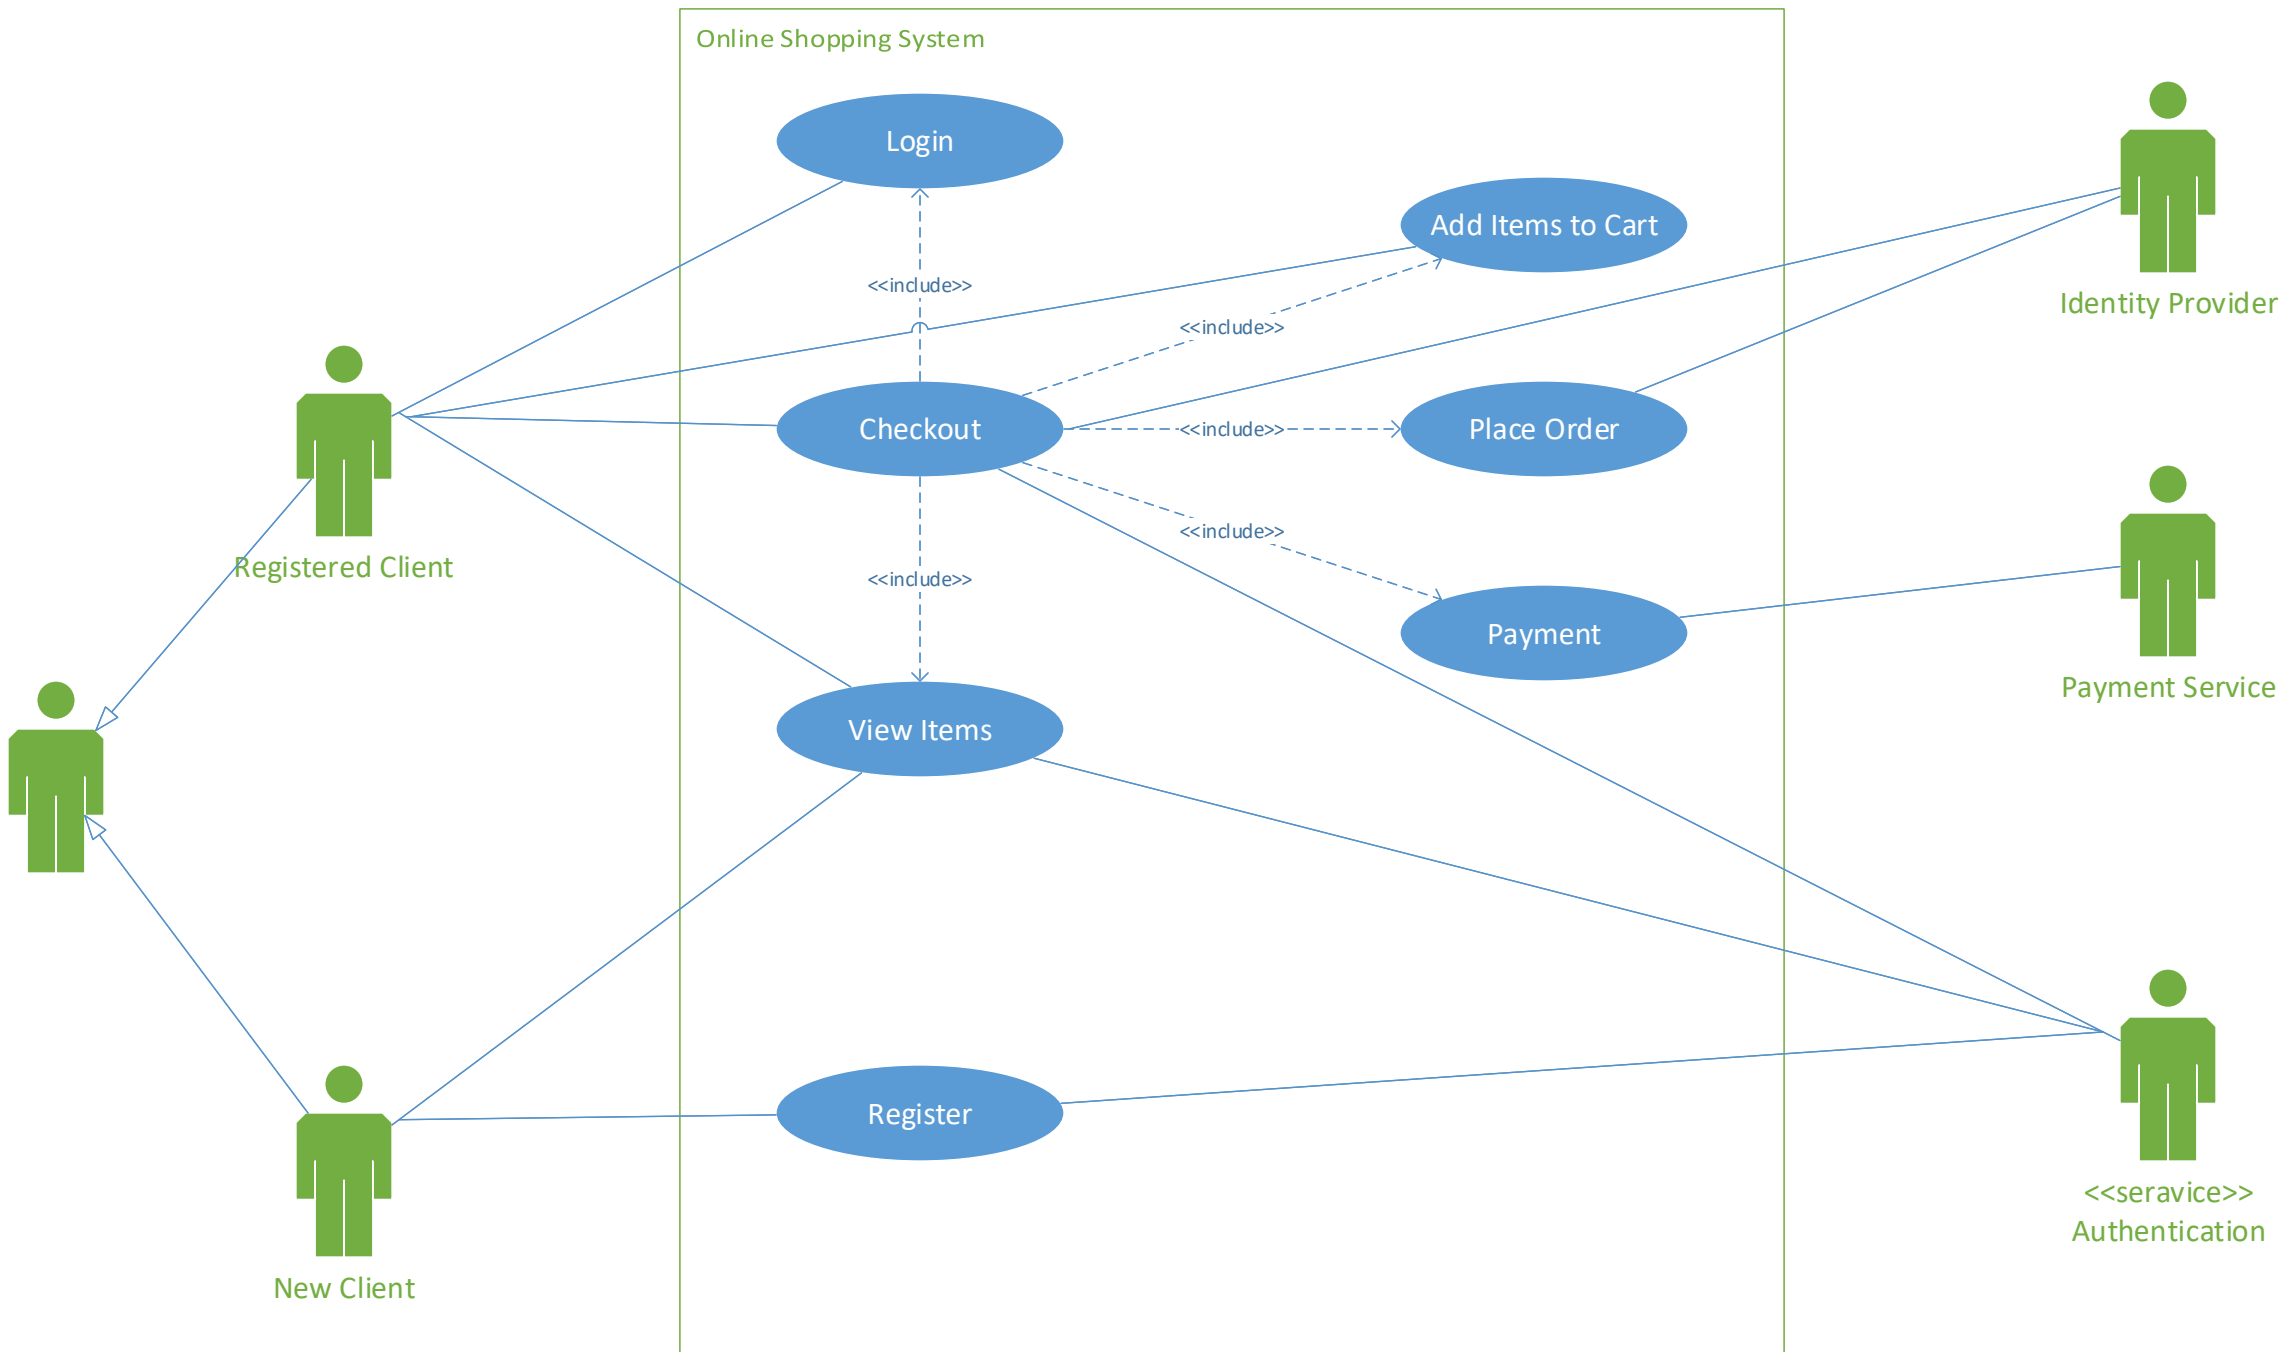 Online Shopping System
Login
Add Items to Cart
<<include>>
Identity Provider
<<include>>
Checkout
<<include>>
Place Order
<<include>>
Registered Client
<<include>>
Payment
Payment Service
View Items
Register
<<seravice>>
Authentication
New Client